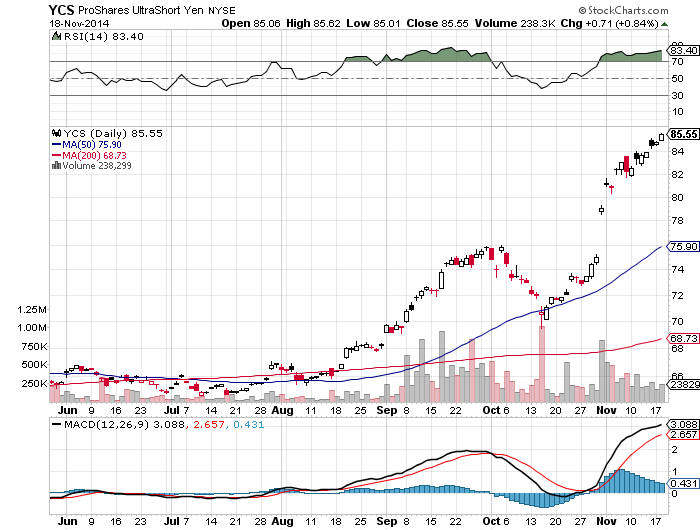 YCS ProShares UltraShort Yen NYSE © StockCharts.com
18-Nov-2014 Open 85.06 High 85.62 Low 85.01 Close 85.55 Volume 238.3K Chg +0.71 (+0.84%)
RSI(14) 83.40
90
83.40
70
50
30
10
YCS (Daily) 85.55
MA(50) 75.90
MA(200) 68.73
Volume 238,299
85.55
84
82
80
78
75.90
74
72
70
68.73
68
66
1.25M
1.00M
750K
500K
250K
66
23829
Jun 9 16 23 Jul 7 14 21 28 Aug 11 18 25 Sep 8 15 22 Oct 6 13 20 27 Nov 10 17
MACD(12,26,9) 3.088, 2.657, 0.431
3.088
2.657
2
1
0.431
0
Jun 9 16 23 Jul 7 14 21 28 Aug 11 18 25 Sep 8 15 22 Oct 6 13 20 27 Nov 10 17